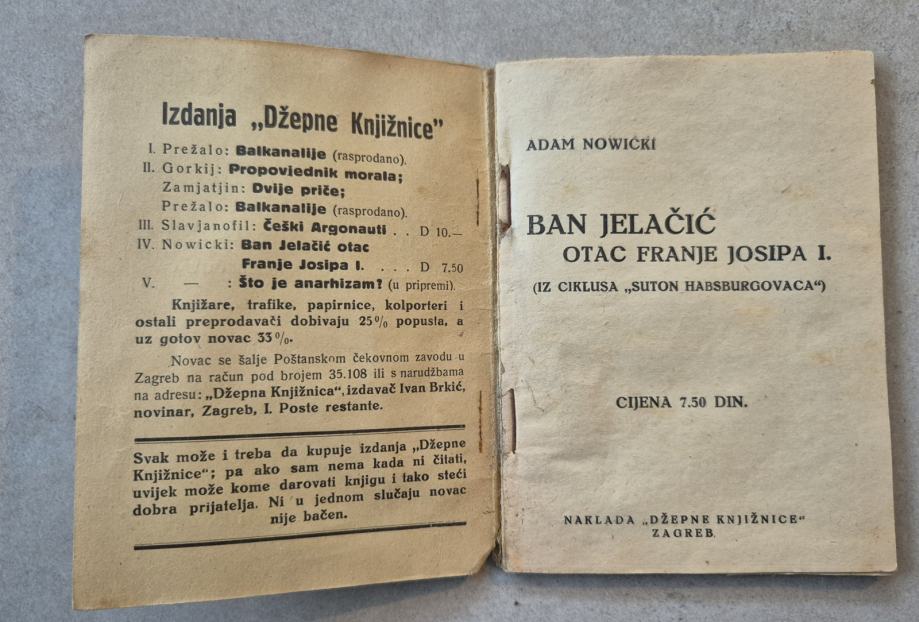 Izdanja „Džepne Knjižnice”
I. Prežalo: Balkanalije (rasprodano).
II. Gorkij: Propovjednik morala;
Zamjatjin: Dvije priče;
Prežalo: Balkanalije (rasprodano).
III. Slavjanofil: Češki Argonauti . . D 10.—
IV. Nowicki: Ban Jelačić otac
Franje Josipa I. . . . . D 7.50
V. — : Što je anarhizam? (u pripremi).
Knjižare, trafike, papirnice, kolporteri i
ostali preprodavači dobivaju 25% popusta, a
uz gotov novac 33%.
Novac se šalje Poštanskom čekovnom zavodu u
Zagreb na račun pod brojem 35.108 ili s narudžbama
na adresu: „Džepna Knjižnica“, izdavač Ivan Brkić,
novinar, Zagreb, I. Poste restante.
Svak može i treba da kupuje izdanja „Džepne
Knjižnice“; pa ako sam nema kada ni čitati,
uvijek može kome darovati knjigu i tako steći
dobra prijatelja. Ni u jednom slučaju novac
nije bačen.
ADAM NOWICKI
BAN JELAČIĆ
OTAC FRANJE JOSIPA I.
(IZ CIKLUSA „SUTON HABSBURGOVACA“)
CIJENA 7.50 DIN.
NAKLADA „DŽEPNE KNJIŽNICE“
ZAGREB.